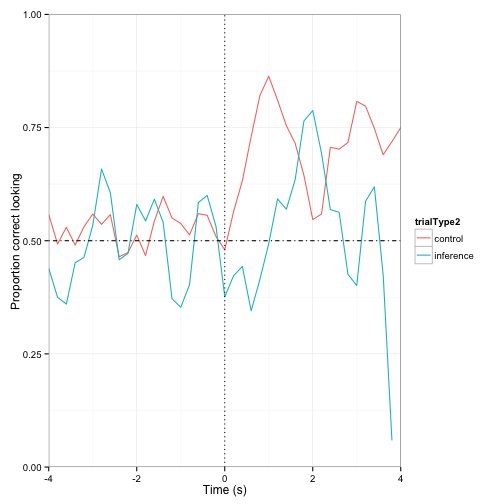 1.00
0.75
0.50
0.25
0.00
Proportion correct looking
-4
-2
0
2
4
Time (s)
trialType2
control
inference